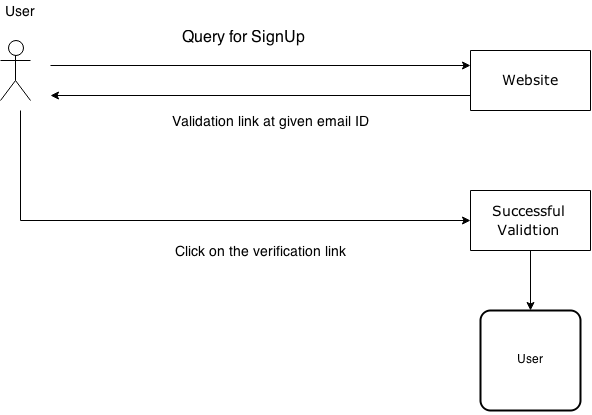 User
Query for SignUp
Website
Validation link at given email ID
Successful
Validtion
Click on the verification link
User